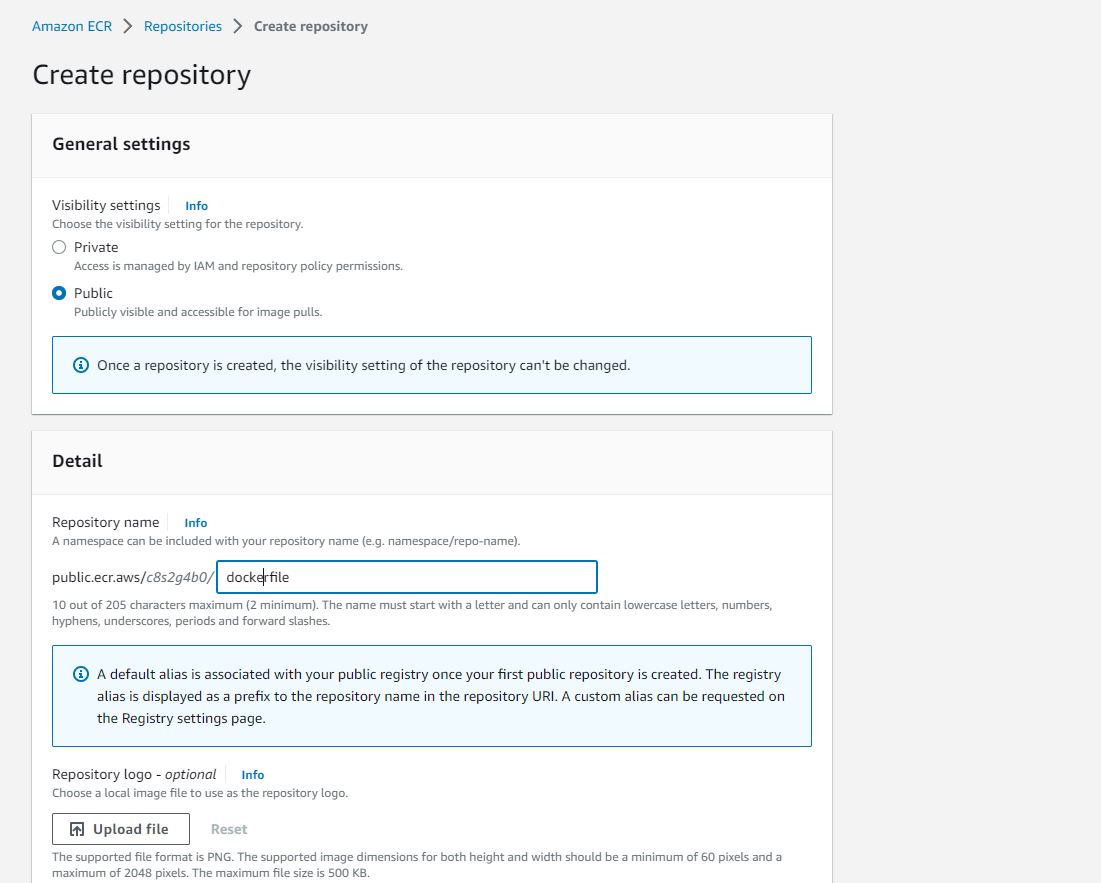 Amazon ECR > Repositories > Create repository
Create repository
General settings
Visibility settings Info
Choose the visibility setting for the repository.
Private
Access is managed by IAM and repository policy permissions.
Public
Publicly visible and accessible for image pulls.
Once a repository is created, the visibility setting of the repository can't be changed.
Detail
Repository name Info
A namespace can be included with your repository name (e.g. namespace/repo-name).
public.ecr.aws/c8s2g4b0/ dockerfile
10 out of 205 characters maximum (2 minimum). The name must start with a letter and can only contain lowercase letters, numbers,
hyphens, underscores, periods and forward slashes.
A default alias is associated with your public registry once your first public repository is created. The registry
alias is displayed as a prefix to the repository name in the repository URI. A custom alias can be requested on
the Registry settings page.
Repository logo - optional Info
Choose a local image file to use as the repository logo.
Upload file Reset
The supported file format is PNG. The supported image dimensions for both height and width should be a minimum of 60 pixels and a
maximum of 2048 pixels. The maximum file size is 500 KB.